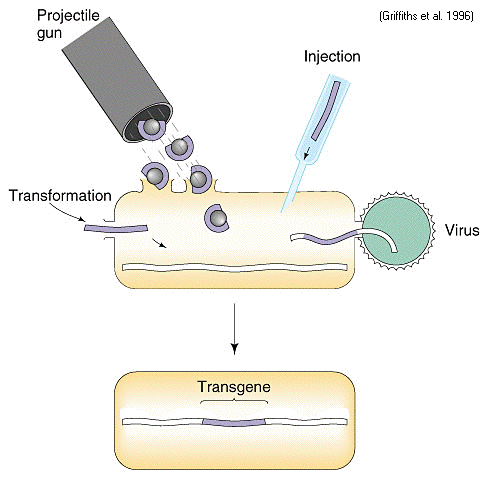 Projectile
gun
(Griffiths et al. 1996)
Injection
Transformation
Virus
Transgene